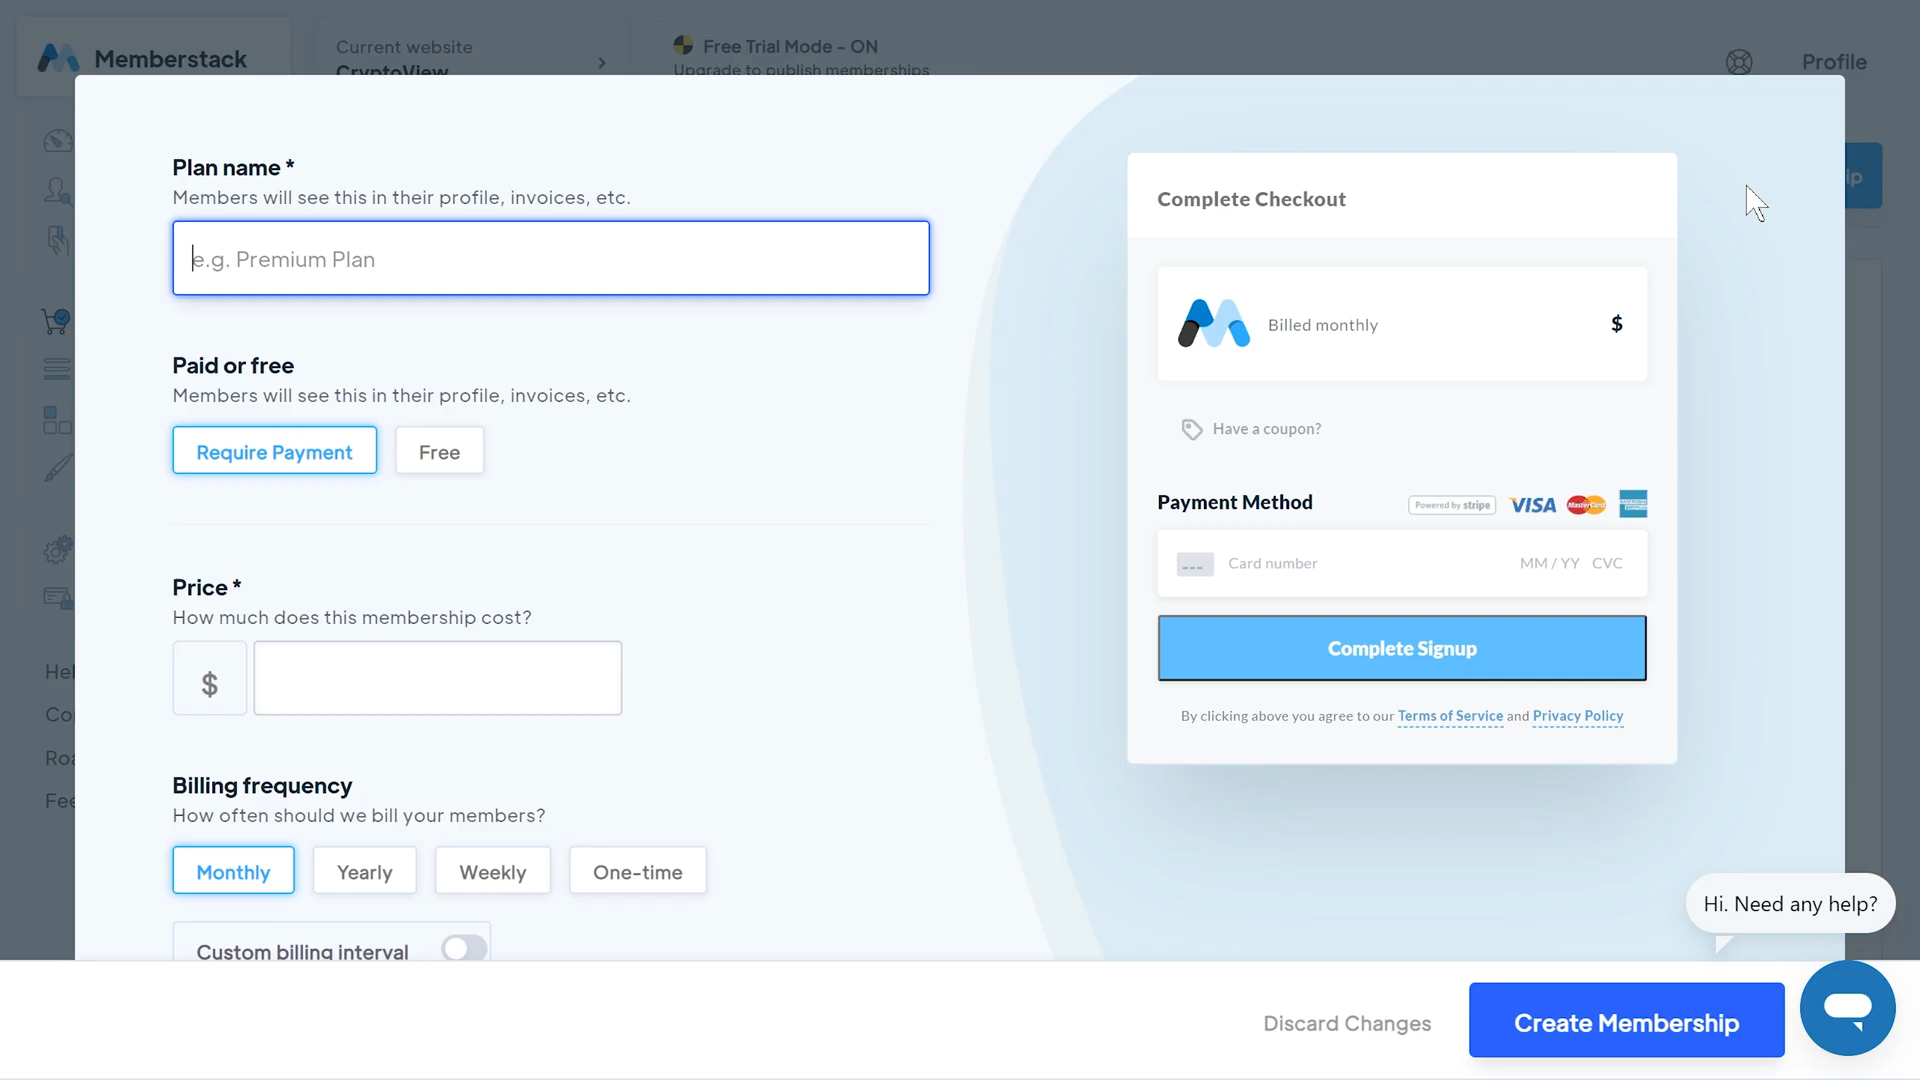 Memberstack
Current website
CryptoView
Free Trial Mode - ON
Upgrade to publish memberships
Profile
Plan name *
Members will see this in their profile, invoices, etc.
e.g. Premium Plan
Paid or free
Members will see this in their profile, invoices, etc.
Require Payment
Free
Price *
How much does this membership cost?
$
Billing frequency
How often should we bill your members?
Monthly
Yearly
Weekly
One-time
Custom billing interval
Complete Checkout
Billed monthly
$
Have a coupon?
Payment Method
Powered by stripe
VISA
MasterCard
Card number
MM / YY CVC
Complete Signup
By clicking above you agree to our Terms of Service and Privacy Policy
Hi. Need any help?
Discard Changes
Create Membership